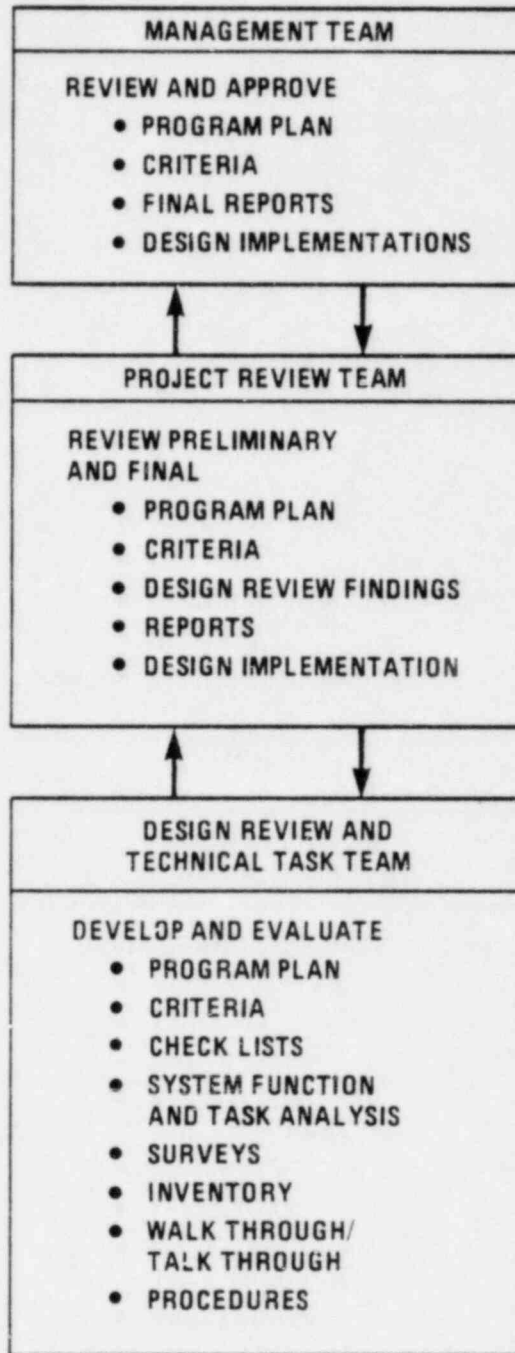 MANAGEMENT TEAM
REVIEW AND APPROVE
• PROGRAM PLAN
• CRITERIA
• FINAL REPORTS
• DESIGN IMPLEMENTATIONS
PROJECT REVIEW TEAM
REVIEW PRELIMINARY
AND FINAL
• PROGRAM PLAN
• CRITERIA
• DESIGN REVIEW FINDINGS
• REPORTS
• DESIGN IMPLEMENTATION
DESIGN REVIEW AND
TECHNICAL TASK TEAM
DEVELOP AND EVALUATE
• PROGRAM PLAN
• CRITERIA
• CHECK LISTS
• SYSTEM FUNCTION
AND TASK ANALYSIS
• SURVEYS
• INVENTORY
• WALK THROUGH/
TALK THROUGH
• PROCEDURES